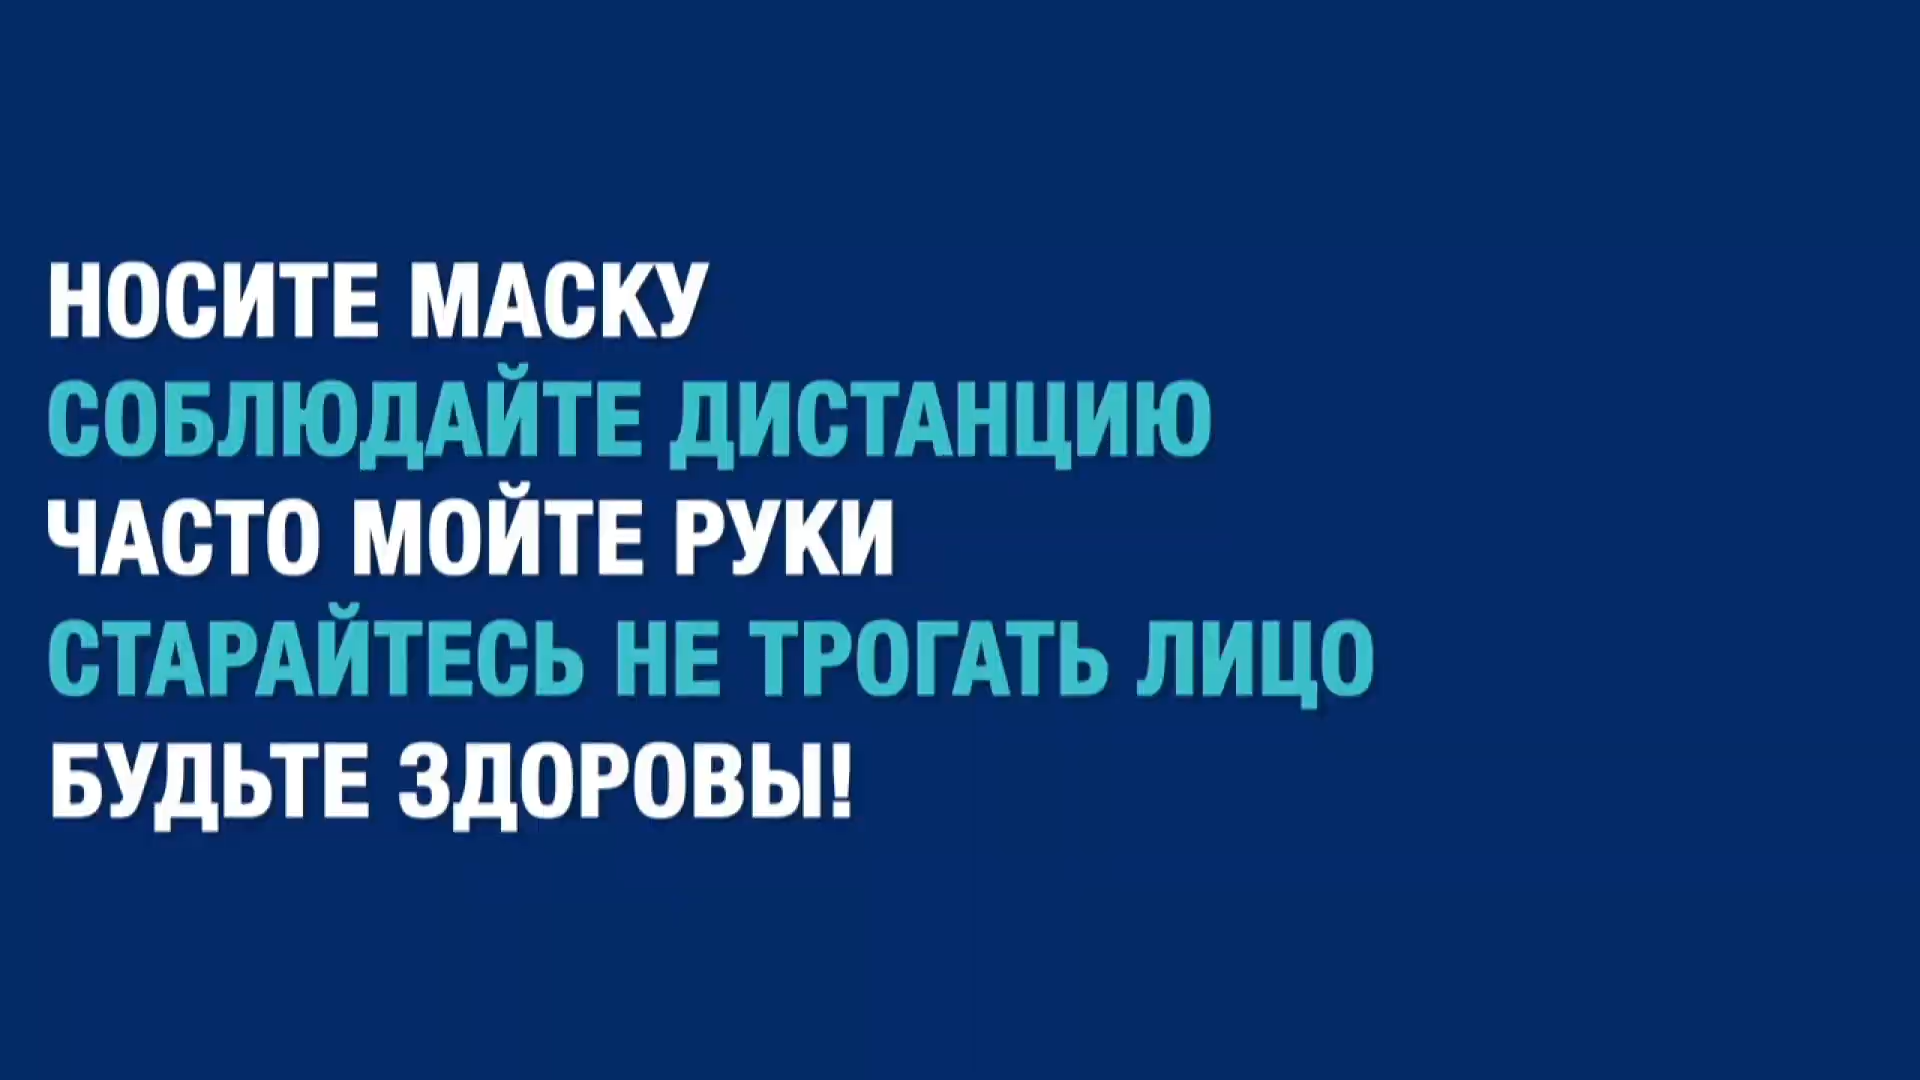 НОСИТЕ МАСКУ
СОБЛЮДАЙТЕ ДИСТАНЦИЮ
ЧАСТО МОЙТЕ РУКИ
СТАРАЙТЕСЬ НЕ ТРОГАТЬ ЛИЦО
БУДЬТЕ ЗДОРОВЫ!